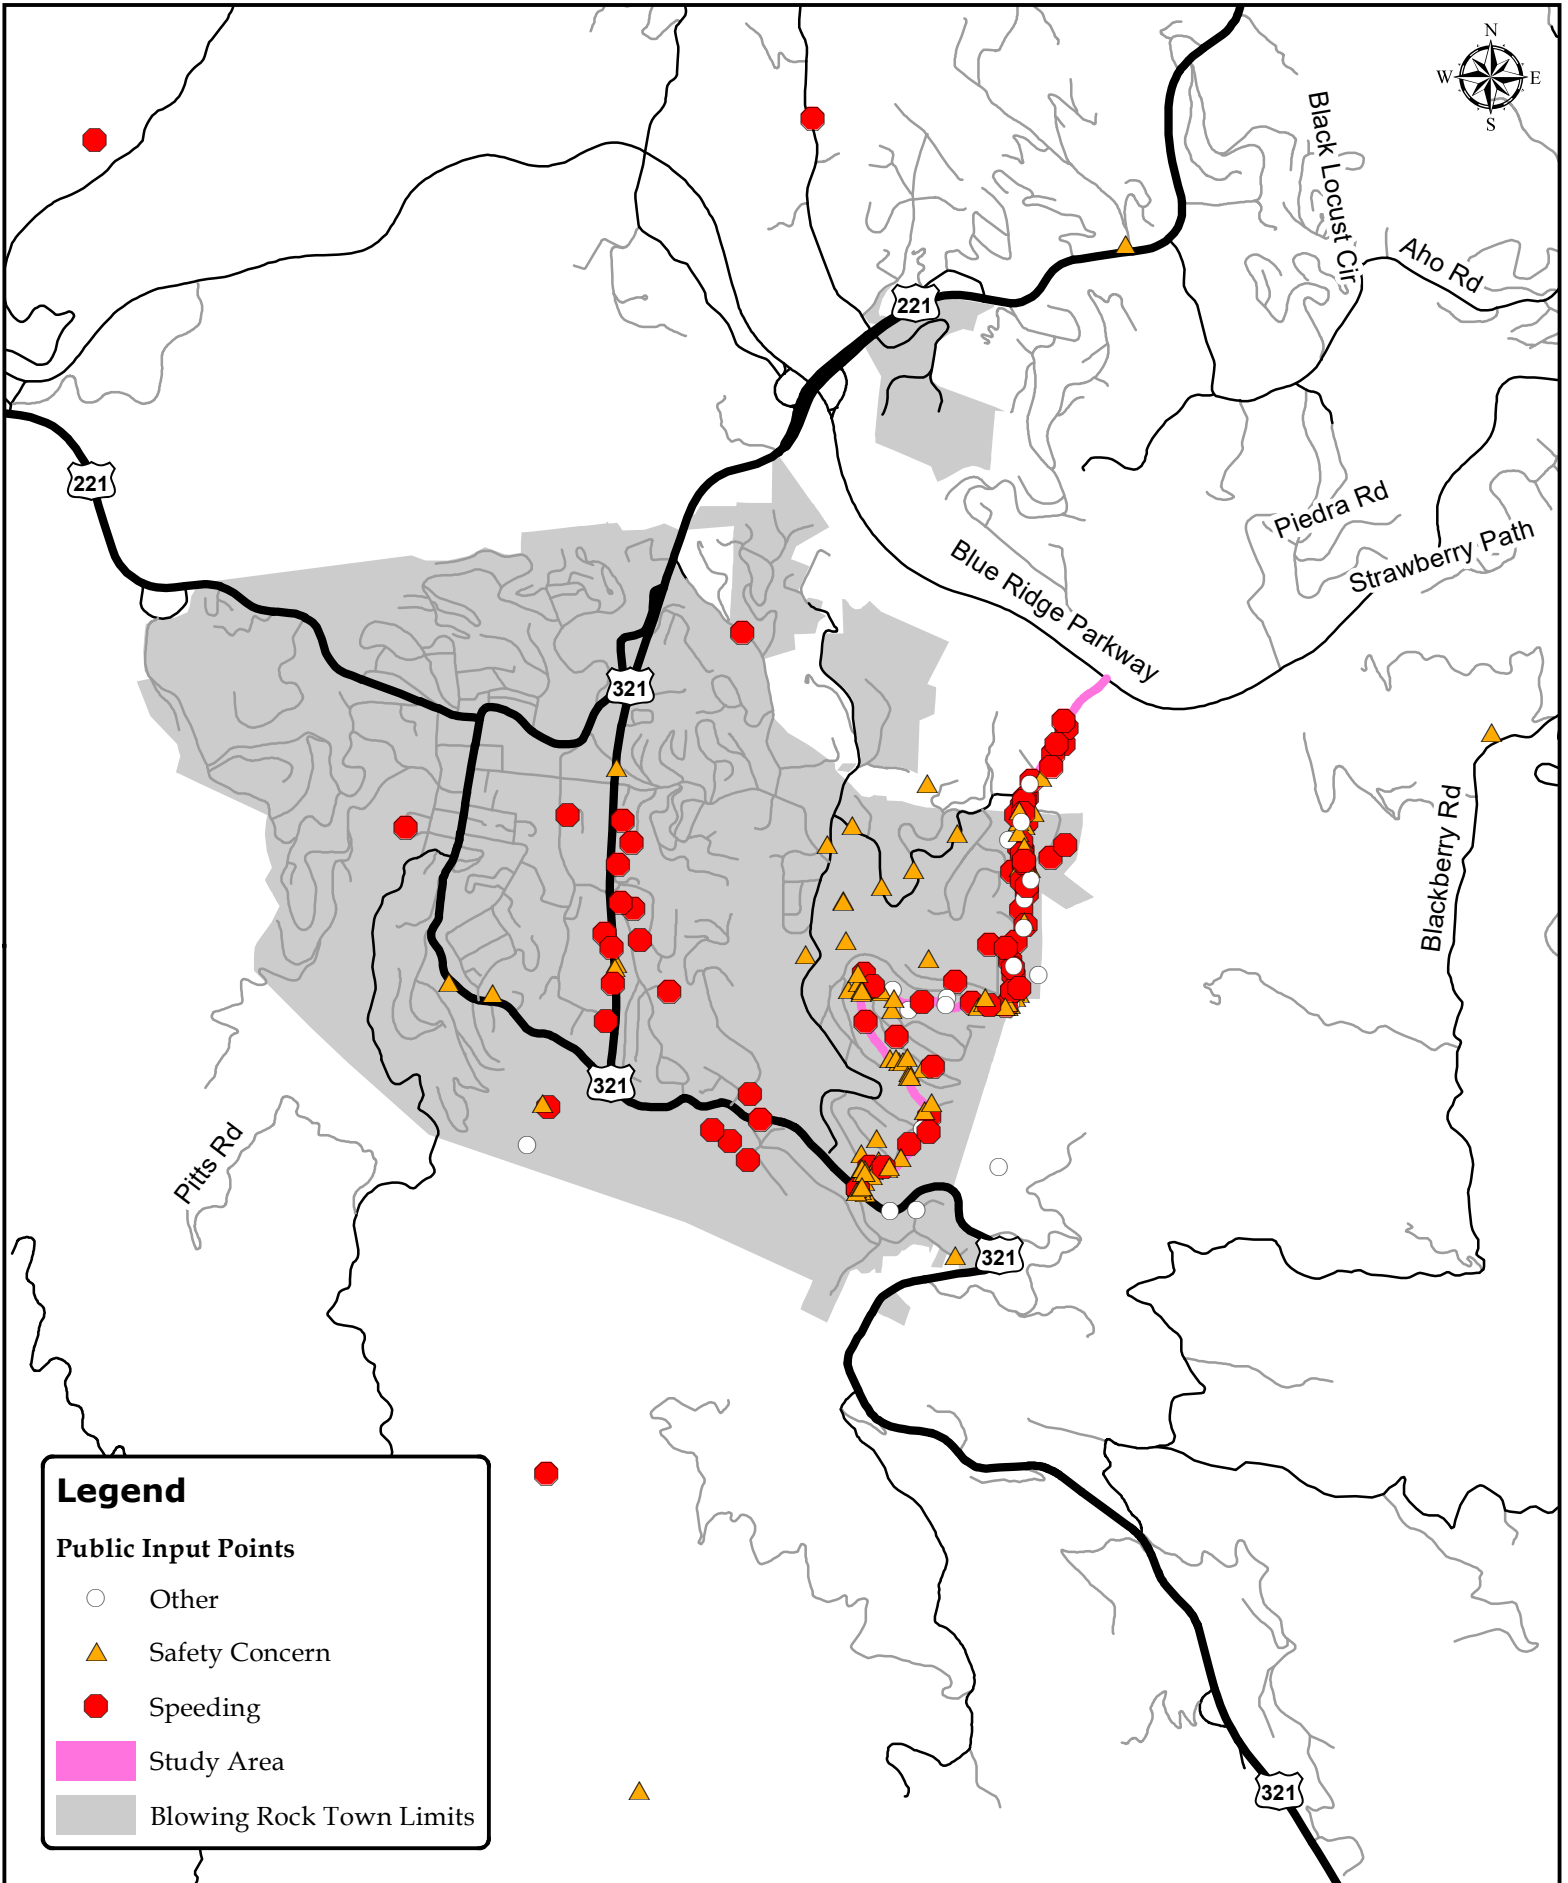 N
W E
S
Black Locust Cir
Aho Rd
221
221
Piedra Rd
Strawberry Path
Blue Ridge Parkway
321
Blackberry Rd
321
Pitts Rd
321
Legend
Public Input Points
Other
Safety Concern
Speeding
Study Area
Blowing Rock Town Limits
321